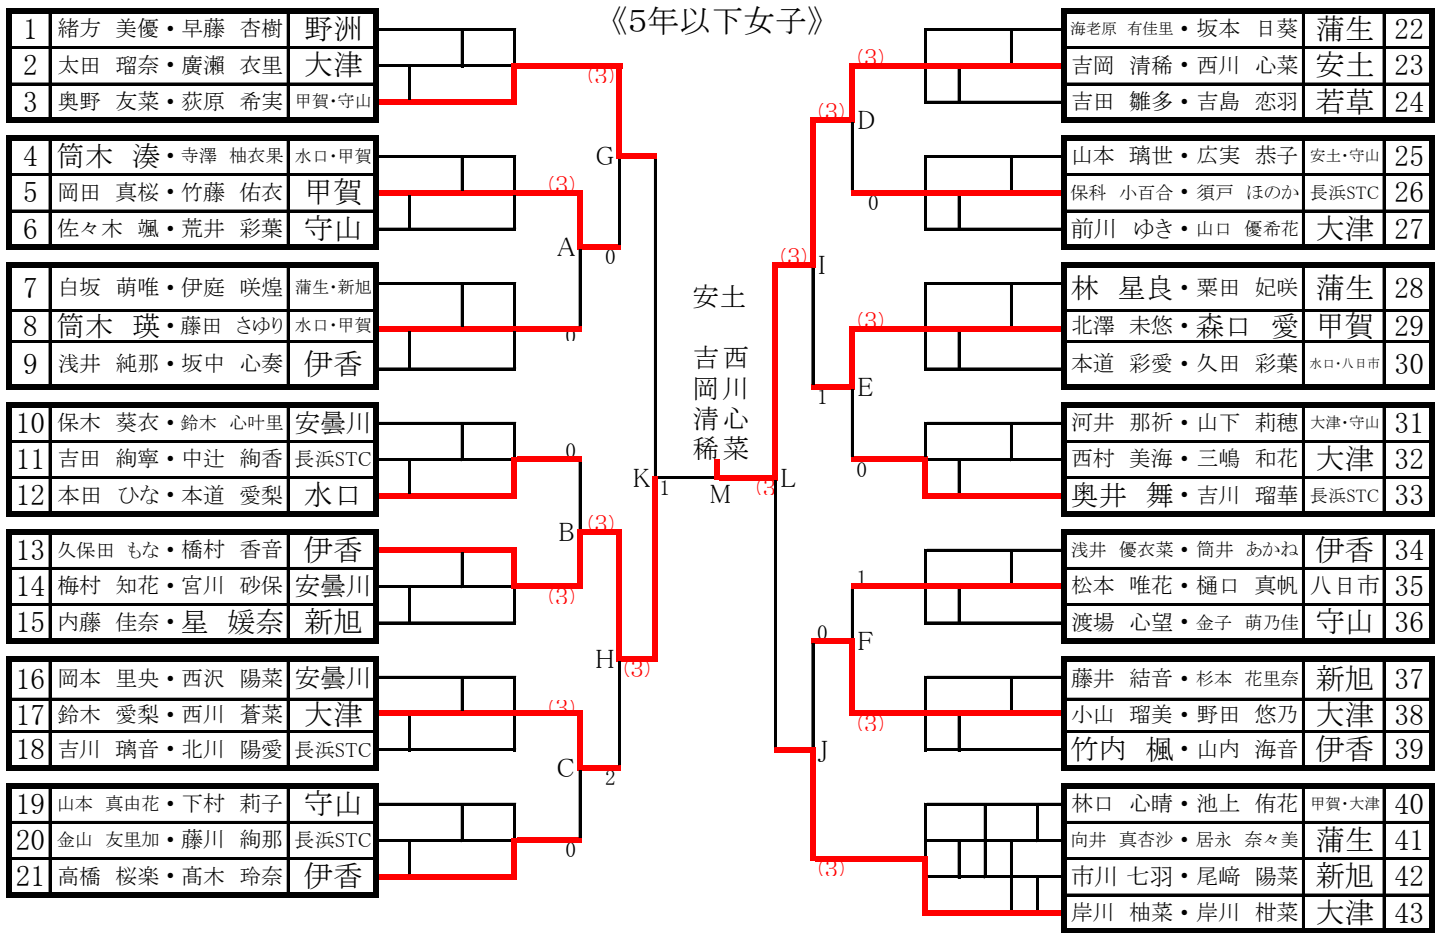 《5年以下女子》
1 緒方 美優・早藤 杏樹 野洲
2 太田 瑠奈・廣瀬 衣里 大津
3 奥野 友菜・荻原 希実 甲賀・守山
4 筒木 湊・寺澤 柚衣果 水口・甲賀
5 岡田 真桜・竹藤 佑衣 甲賀
6 佐々木 颯・荒井 彩葉 守山
7 白坂 萌唯・伊庭 咲煌 蒲生・新旭
8 筒木 瑛・藤田 さゆり 水口・甲賀
9 浅井 純那・坂中 心奏 伊香
10 保木 葵衣・鈴木 心叶里 安曇川
11 吉田 絢寧・中辻 絢香 長浜STC
12 本田 ひな・本道 愛梨 水口
13 久保田 もな・橋村 香音 伊香
14 梅村 知花・宮川 砂保 安曇川
15 内藤 佳奈・星 媛奈 新旭
16 岡本 里央・西沢 陽菜 安曇川
17 鈴木 愛梨・西川 蒼菜 大津
18 吉川 璃音・北川 陽愛 長浜STC
19 山本 真由花・下村 莉子 守山
20 金山 友里加・藤川 絢那 長浜STC
21 高橋 桜楽・髙木 玲奈 伊香
(3)
G
(3)
A
0
0
0
B
(3)
(3)
H
(3)
(3)
C
2
0
K
1
安土
吉岡清稀
西川心菜
M
(3
L
(3)
(3)
D
0
(3)
I
(3)
1
E
0
1
0
F
(3)
J
(3)
海老原 有佳里・坂本 日葵 蒲生 22
吉岡 清稀・西川 心菜 安土 23
吉田 雛多・吉島 恋羽 若草 24
山本 璃世・広実 恭子 安土・守山 25
保科 小百合・須戸 ほのか 長浜STC 26
前川 ゆき・山口 優希花 大津 27
林 星良・粟田 妃咲 蒲生 28
北澤 未悠・森口 愛 甲賀 29
本道 彩愛・久田 彩葉 水口・八日市 30
河井 那祈・山下 莉穂 大津・守山 31
西村 美海・三嶋 和花 大津 32
奥井 舞・吉川 瑠華 長浜STC 33
浅井 優衣菜・筒井 あかね 伊香 34
松本 唯花・樋口 真帆 八日市 35
渡場 心望・金子 萌乃佳 守山 36
藤井 結音・杉本 花里奈 新旭 37
小山 瑠美・野田 悠乃 大津 38
竹内 楓・山内 海音 伊香 39
林口 心晴・池上 侑花 甲賀・大津 40
向井 真杏沙・居永 奈々美 蒲生 41
市川 七羽・尾﨑 陽菜 新旭 42
岸川 柚菜・岸川 柑菜 大津 43